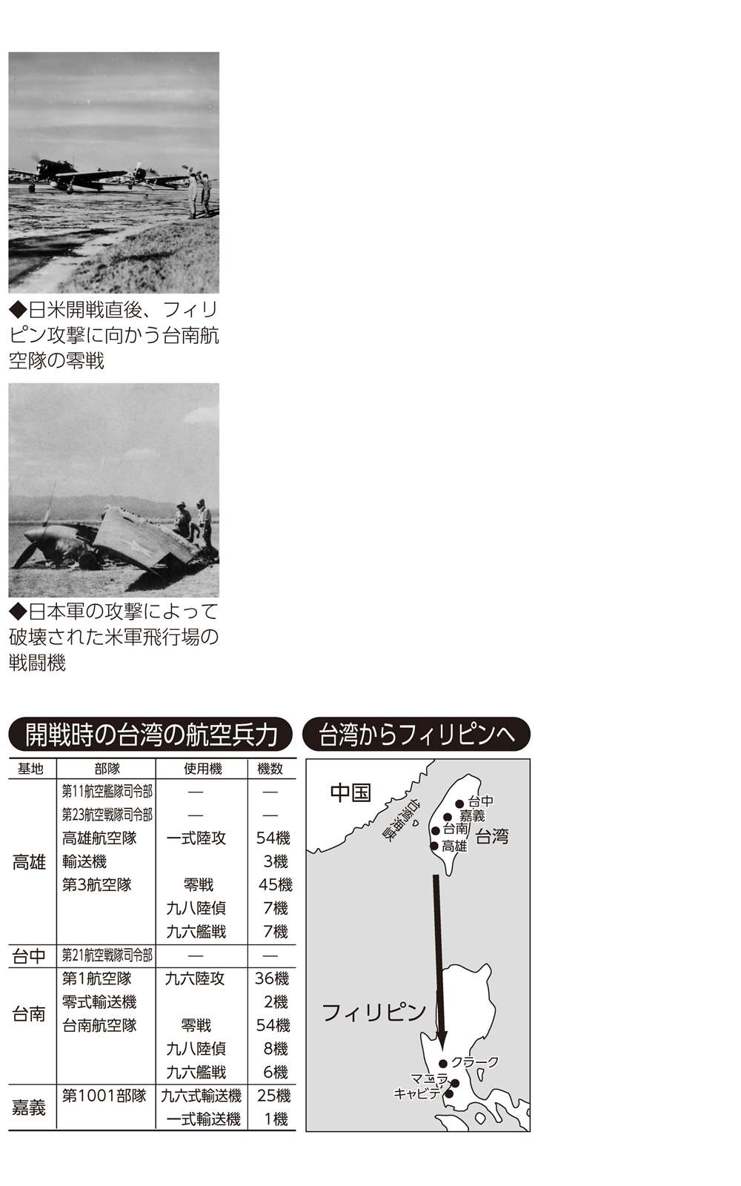 ◆日米開戦直後、フィリ
ピン攻撃に向かう台南航
空隊の零戦
◆日本軍の攻撃によって
破壊された米軍飛行場の
戦闘機
開戦時の台湾の航空兵力
基地 部隊 使用機 機数
高雄 第11航空艦隊司令部 — —
第23航空戦隊司令部 — —
高雄航空隊 一式陸攻 54機
輸送機 3機
第3航空隊 零戦 45機
九八陸偵 7機
九六艦戦 7機
台中 第21航空戦隊司令部 — —
台南 第1航空隊 九六陸攻 36機
零式輸送機 2機
台南航空隊 零戦 54機
九八陸偵 8機
九六艦戦 6機
嘉義 第1001部隊 九六式輸送機 25機
一式輸送機 1機
台湾からフィリピンへ
中国
台湾海峡
台中
嘉義
台南
高雄
台湾
フィリピン
クラーク
マニラ
キャビテ